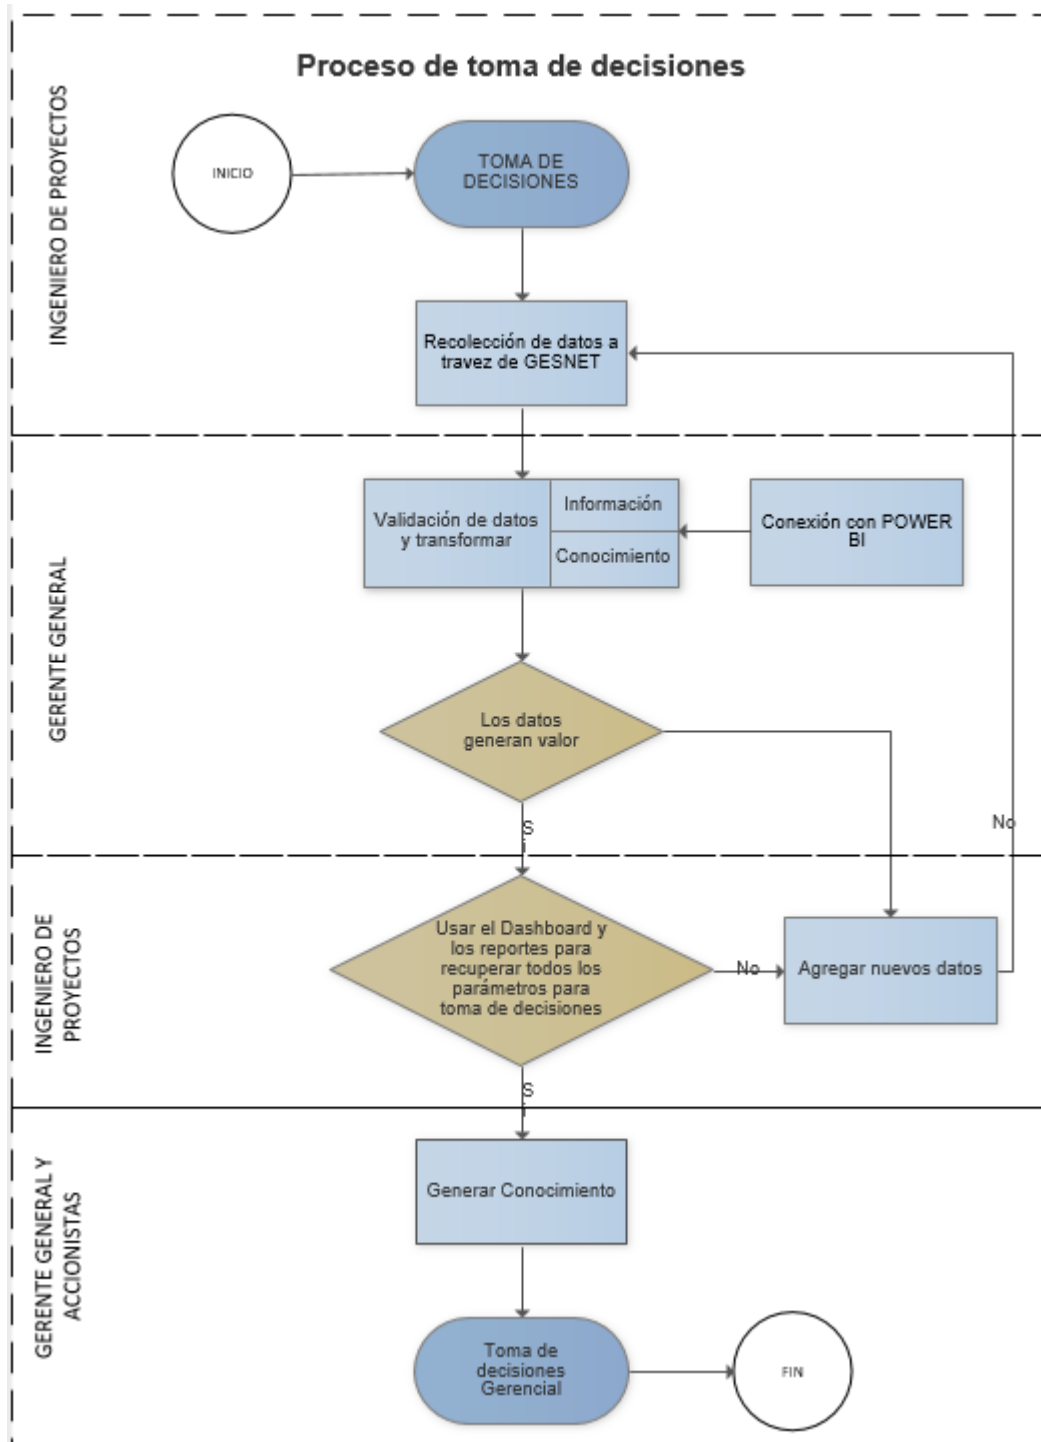 Proceso de toma de decisiones
INGENIERO DE PROYECTOS
INICIO
TOMA DE
DECISIONES
Recolección de datos a
travez de GESNET
GERENTE GENERAL
Validación de datos
y transformar
Información
Conocimiento
Conexión con POWER
BI
Los datos
generan valor
Sí
No
INGENIERO DE
PROYECTOS
Usar el Dashboard y
los reportes para
recuperar todos los
parámetros para
toma de decisiones
No
Agregar nuevos datos
Sí
GERENTE GENERAL Y
ACCIONISTAS
Generar Conocimiento
Toma de
decisiones
Gerencial
FIN